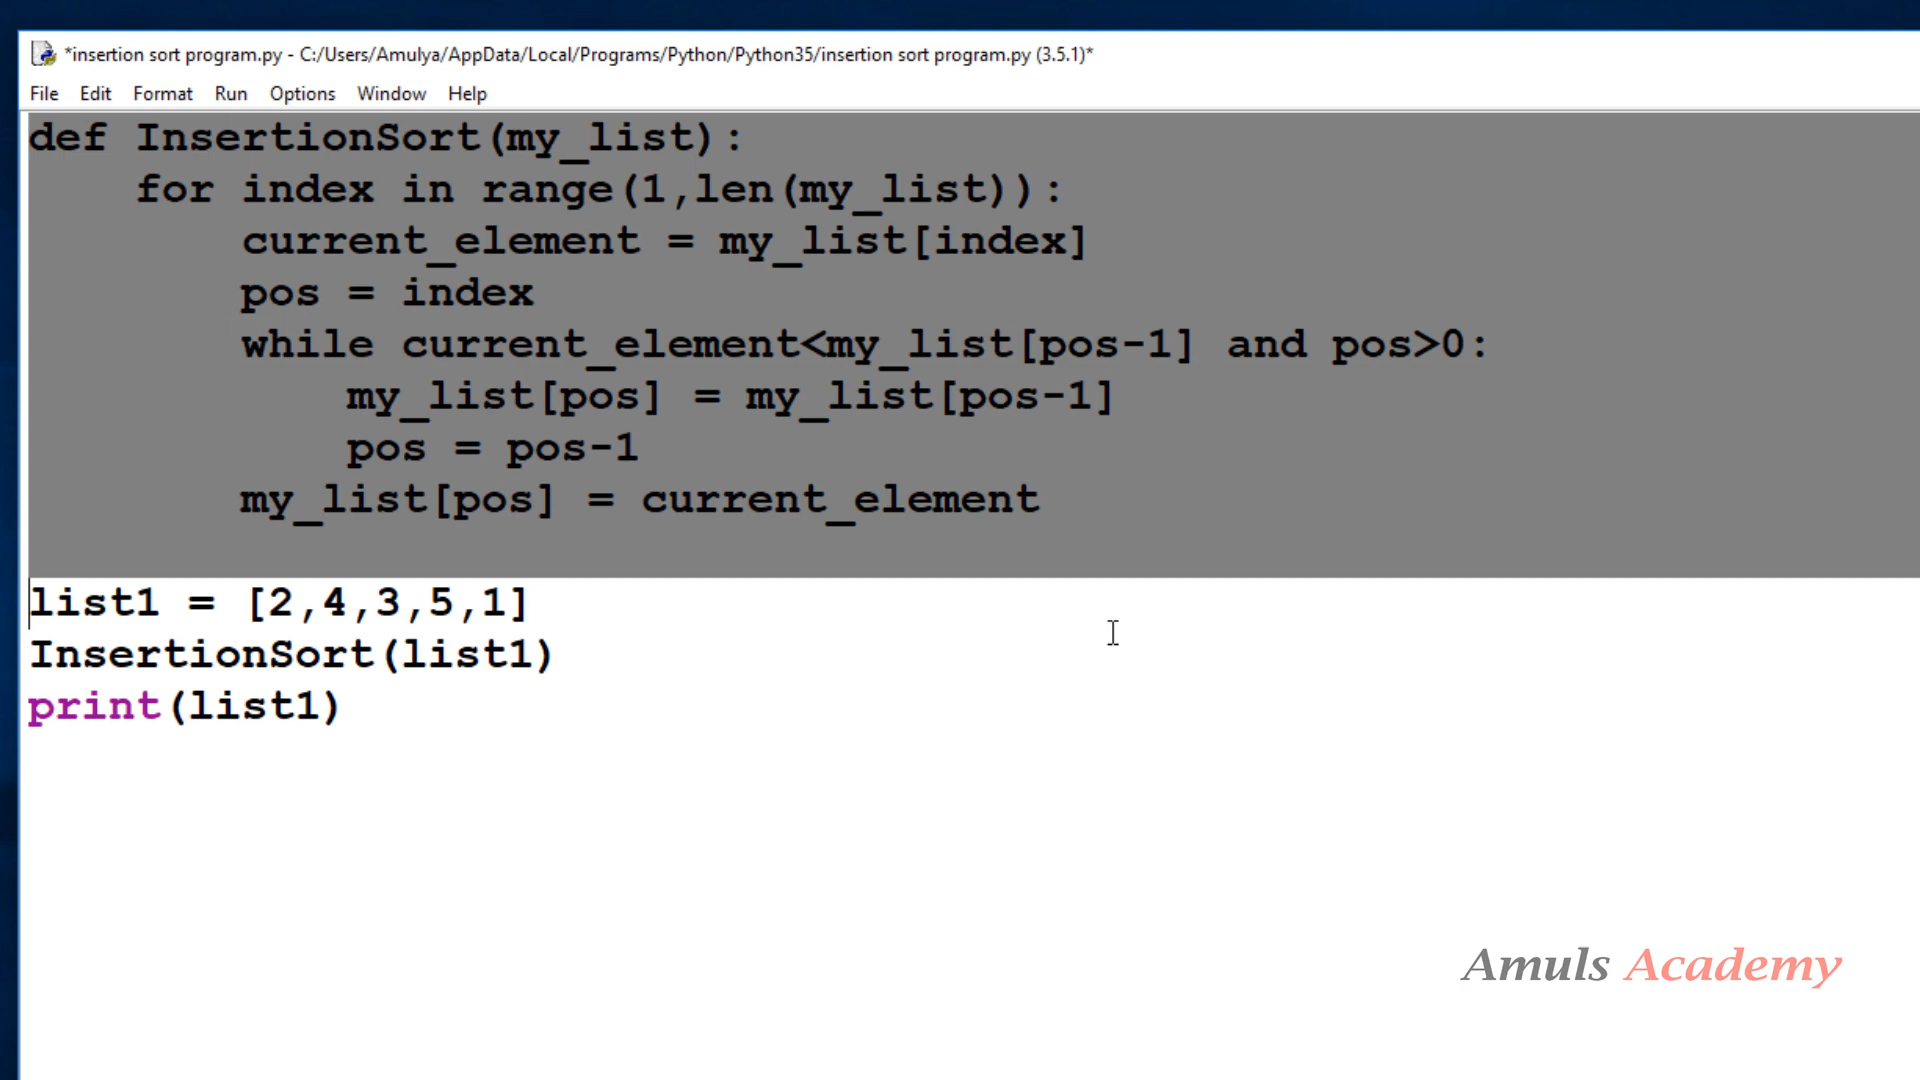 *insertion sort program.py - C:/Users/Amulya/AppData/Local/Programs/Python/Python35/insertion sort program.py (3.5.1)*
File Edit Format Run Options Window Help
def InsertionSort(my_list):
    for index in range(1,len(my_list)):
        current_element = my_list[index]
        pos = index
        while current_element<my_list[pos-1] and pos>0:
            my_list[pos] = my_list[pos-1]
            pos = pos-1
        my_list[pos] = current_element
list1 = [2,4,3,5,1]
InsertionSort(list1)
print(list1)
Amuls Academy